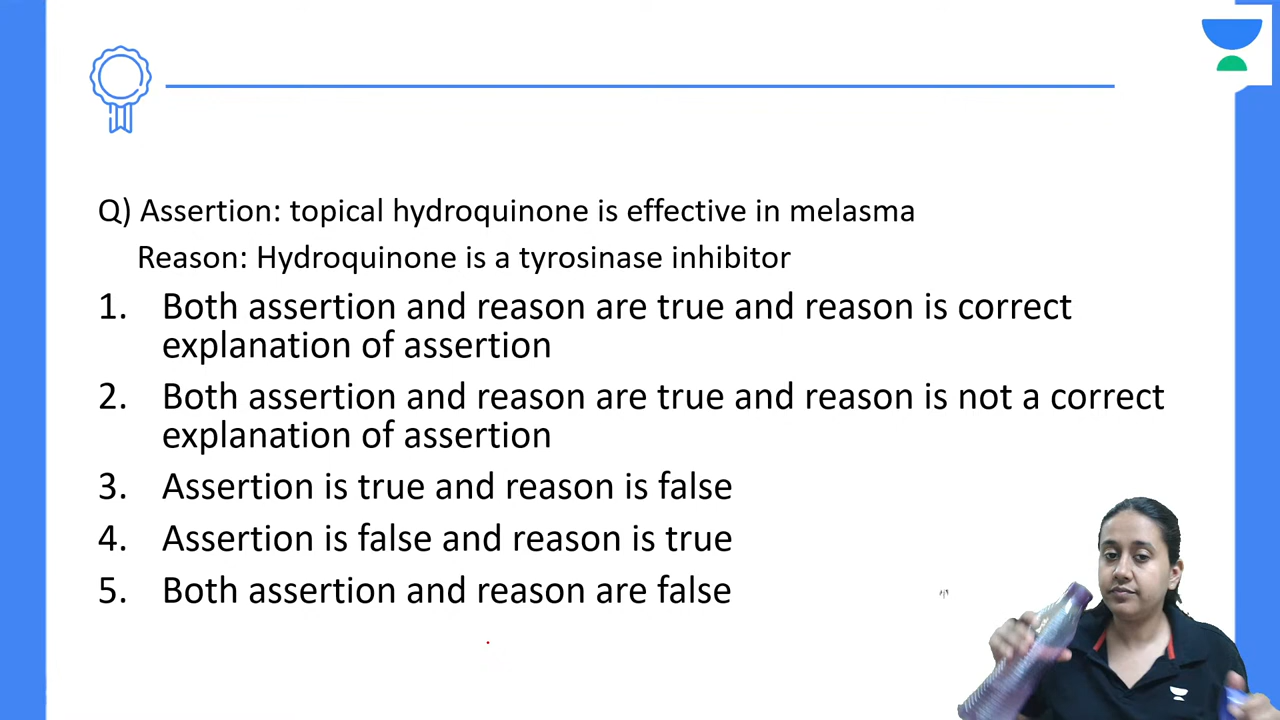 Q) Assertion: topical hydroquinone is effective in melasma
Reason: Hydroquinone is a tyrosinase inhibitor
1. Both assertion and reason are true and reason is correct
explanation of assertion
2. Both assertion and reason are true and reason is not a correct
explanation of assertion
3. Assertion is true and reason is false
4. Assertion is false and reason is true
5. Both assertion and reason are false